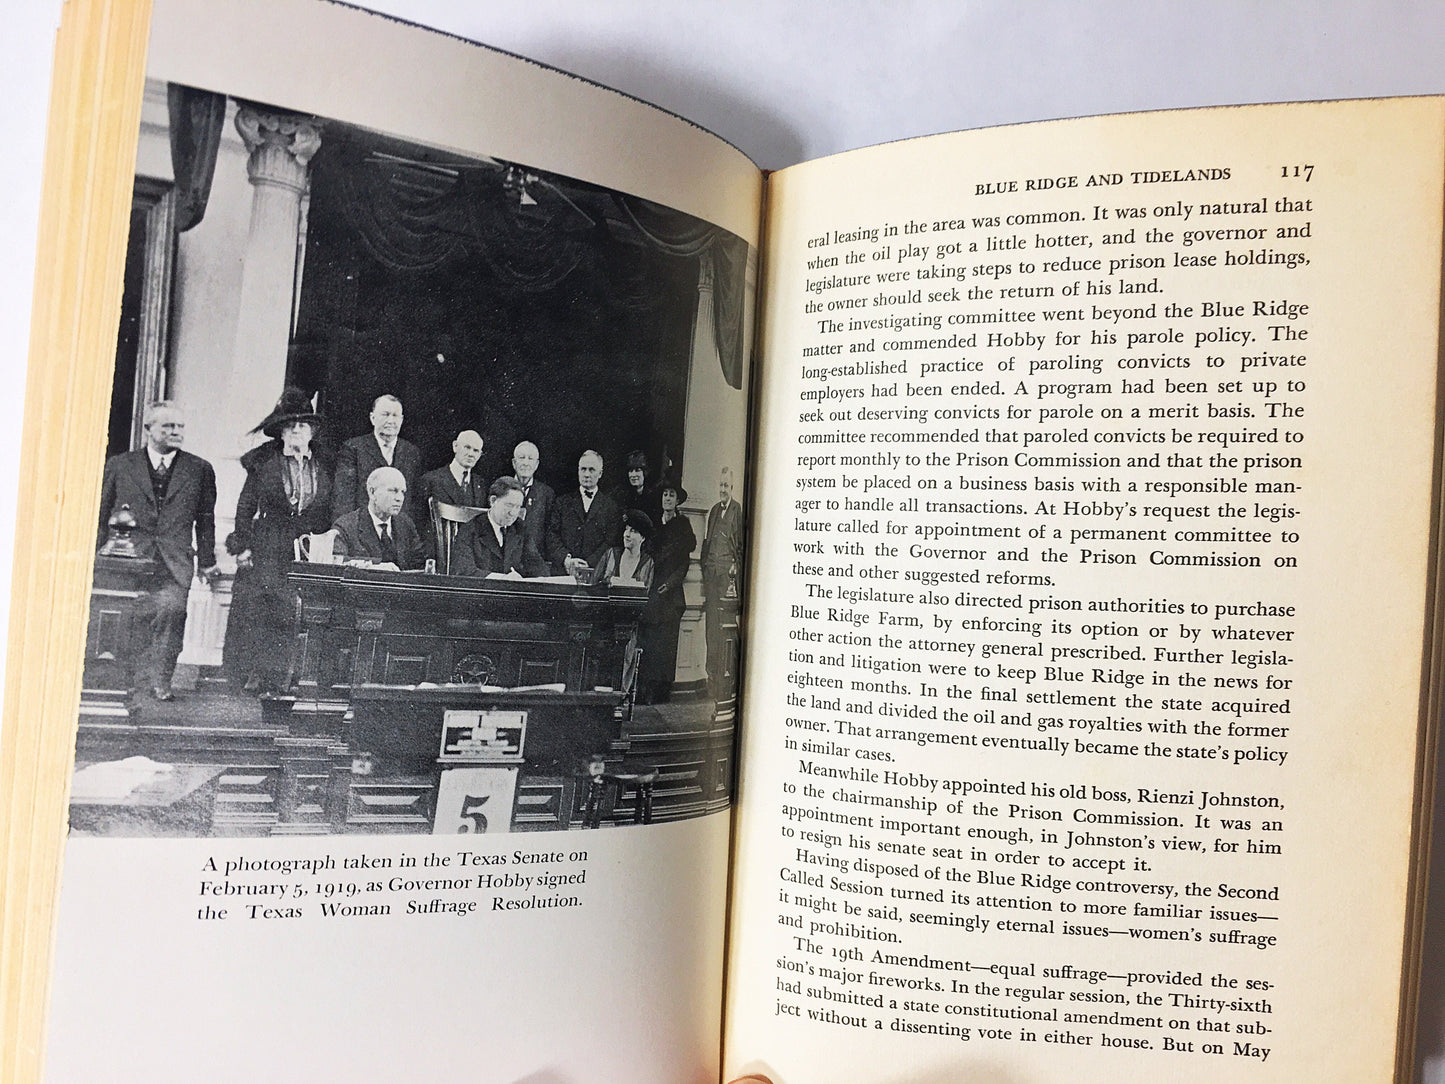 5
A photograph taken in the Texas Senate on
February 5, 1919, as Governor Hobby signed
the Texas Woman Suffrage Resolution.
BLUE RIDGE AND TIDELANDS 117
eral leasing in the area was common. It was only natural that
when the oil play got a little hotter, and the governor and
legislature were taking steps to reduce prison lease holdings,
the owner should seek the return of his land.
The investigating committee went beyond the Blue Ridge
matter and commended Hobby for his parole policy. The
long-established practice of paroling convicts to private
employers had been ended. A program had been set up to
seek out deserving convicts for parole on a merit basis. The
committee recommended that paroled convicts be required to
report monthly to the Prison Commission and that the prison
system be placed on a business basis with a responsible man-
ager to handle all transactions. At Hobby's request the legis-
lature called for appointment of a permanent committee to
work with the Governor and the Prison Commission on
these and other suggested reforms.
The legislature also directed prison authorities to purchase
Blue Ridge Farm, by enforcing its option or by whatever
other action the attorney general prescribed. Further legisla-
tion and litigation were to keep Blue Ridge in the news for
eighteen months. In the final settlement the state acquired
the land and divided the oil and gas royalties with the former
owner. That arrangement eventually became the state's policy
in similar cases.
Meanwhile Hobby appointed his old boss, Rienzi Johnston,
to the chairmanship of the Prison Commission. It was an
appointment important enough, in Johnston's view, for him
to resign his senate seat in order to accept it.
Having disposed of the Blue Ridge controversy, the Second
Called Session turned its attention to more familiar issues—
it might be said, seemingly eternal issues—women's suffrage
and prohibition.
The 19th Amendment—equal suffrage—provided the ses-
sion's major fireworks. In the regular session, the Thirty-sixth
had submitted a state constitutional amendment on that sub-
ject without a dissenting vote in either house. But on May